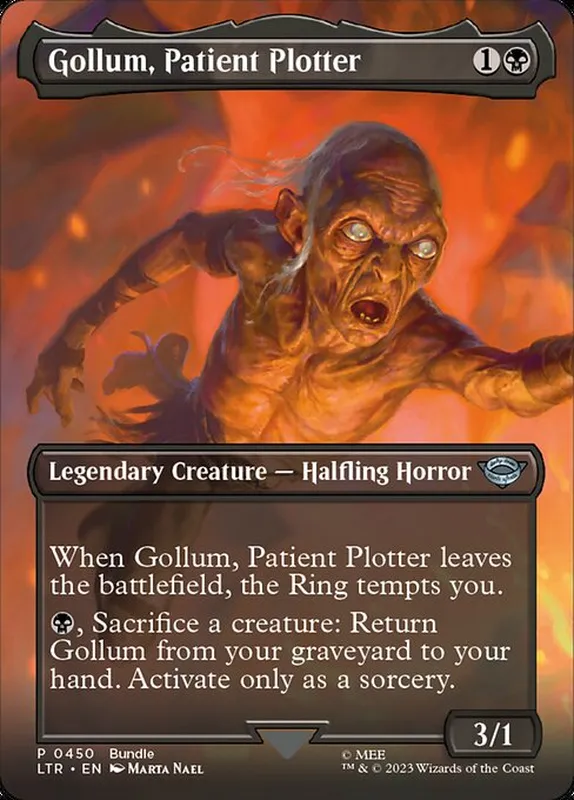 Gollum, Patient Plotter 1
Legendary Creature — Halfling Horror
When Gollum, Patient Plotter leaves
the battlefield, the Ring tempts you.
, Sacrifice a creature: Return
Gollum from your graveyard to your
hand. Activate only as a sorcery.
3/1
P 0450 Bundle
LTR • EN Marta Nael
© MEE
™ & © 2023 Wizards of the Coast